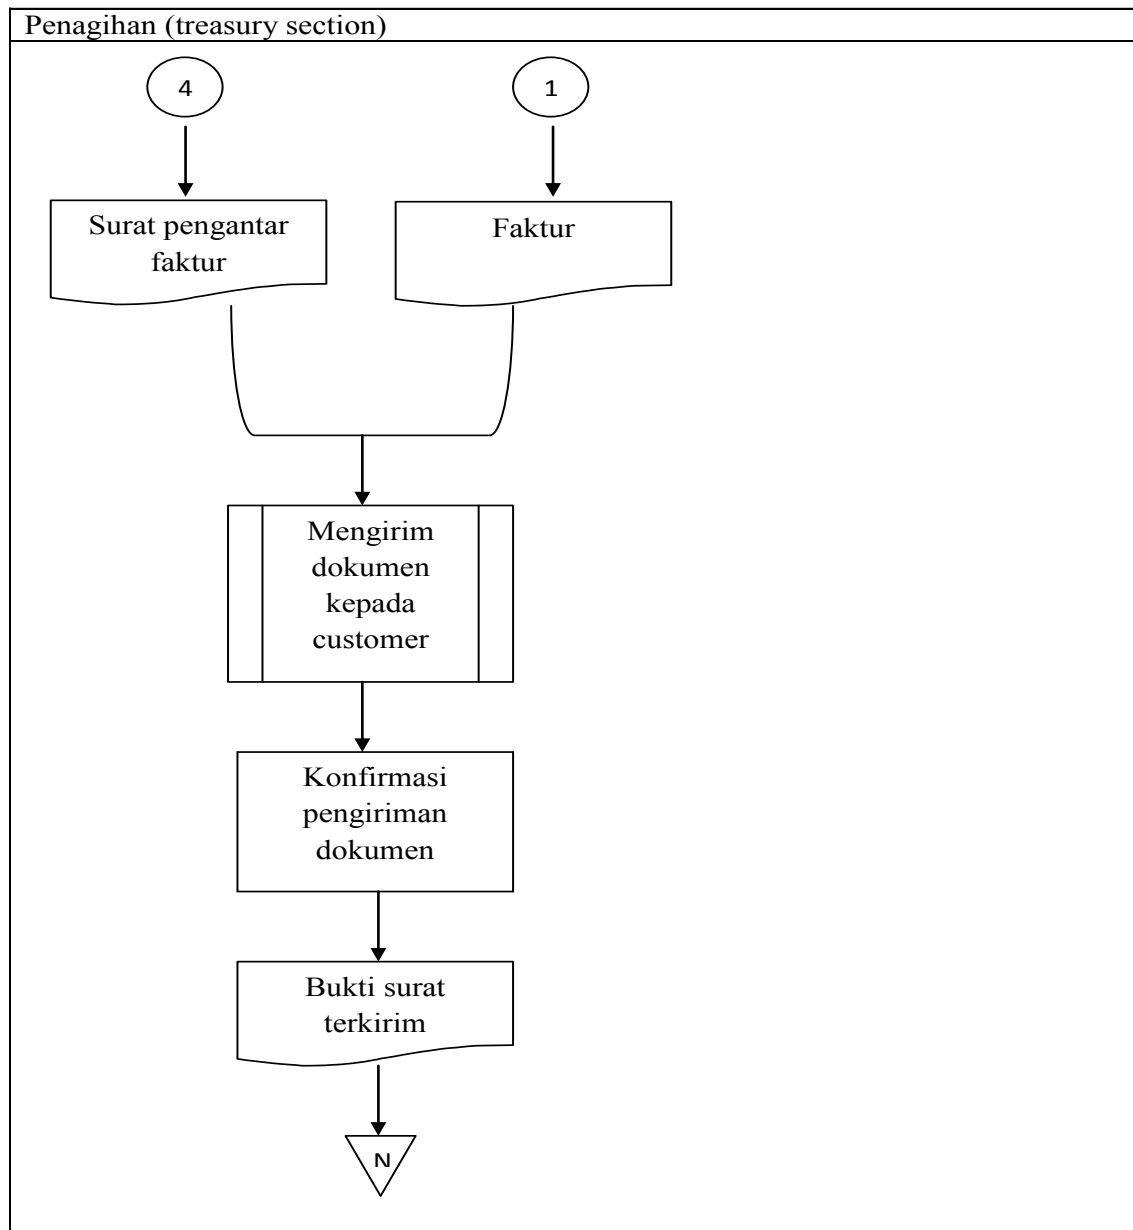 Penagihan (treasury section)
4
1
Surat pengantar
faktur
Faktur
Mengirim
dokumen
kepada
customer
Konfirmasi
pengiriman
dokumen
Bukti surat
terkirim
N